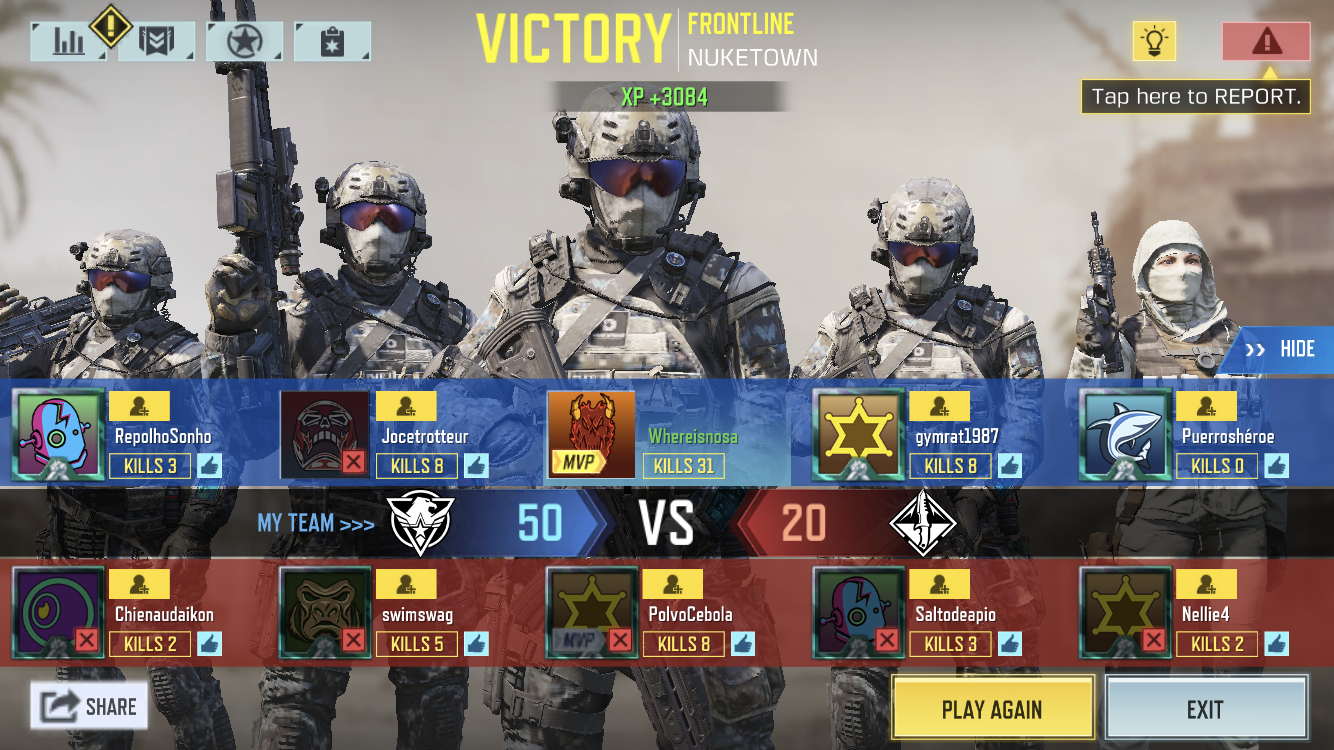 VICTORY
FRONTLINE
NUKETOWN
XP +3084
Tap here to REPORT.
>> HIDE
RepolhoSonho
KILLS 3
Jocetrotteur
KILLS 8
MVP
Whereisnosa
KILLS 31
gymrat1987
KILLS 8
Puerroshéroe
KILLS 0
MY TEAM >>>
50
VS
20
Chienaudaikon
KILLS 2
swimswag
KILLS 5
MVP
PolvoCebola
KILLS 8
Saltodeapio
KILLS 3
Nellie4
KILLS 2
SHARE
PLAY AGAIN
EXIT